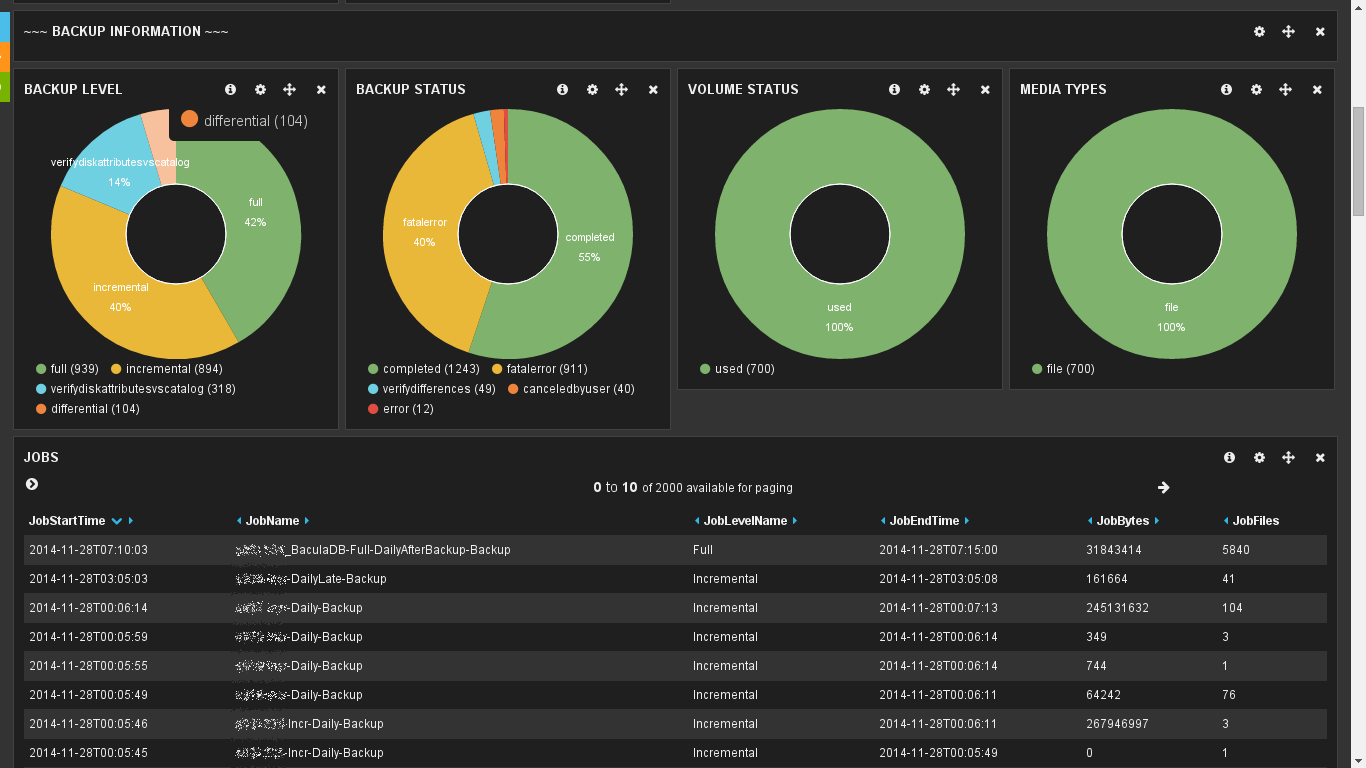 ~~~ BACKUP INFORMATION ~~~
BACKUP LEVEL
differential (104)
verifydiskattributesvscatalog
14%
full
42%
incremental
40%
full (939) incremental (894)
verifydiskattributesvscatalog (318)
differential (104)
BACKUP STATUS
fatalerror
40%
completed
55%
completed (1243) fatalerror (911)
verifydifferences (49) canceledbyuser (40)
error (12)
VOLUME STATUS
used
100%
used (700)
MEDIA TYPES
file
100%
file (700)
JOBS
0 to 10 of 2000 available for paging
JobStartTime JobName JobLevelName JobEndTime JobBytes JobFiles
2014-11-28T07:10:03 _BaculaDB-Full-DailyAfterBackup-Backup Full 2014-11-28T07:15:00 31843414 5840
2014-11-28T03:05:03 -DailyLate-Backup Incremental 2014-11-28T03:05:08 161664 41
2014-11-28T00:06:14 -Daily-Backup Incremental 2014-11-28T00:07:13 245131632 104
2014-11-28T00:05:59 -Daily-Backup Incremental 2014-11-28T00:06:14 349 3
2014-11-28T00:05:55 -Daily-Backup Incremental 2014-11-28T00:06:14 744 1
2014-11-28T00:05:49 -Daily-Backup Incremental 2014-11-28T00:06:11 64242 76
2014-11-28T00:05:46 -Incr-Daily-Backup Incremental 2014-11-28T00:06:11 267946997 3
2014-11-28T00:05:45 -Incr-Daily-Backup Incremental 2014-11-28T00:05:49 0 1